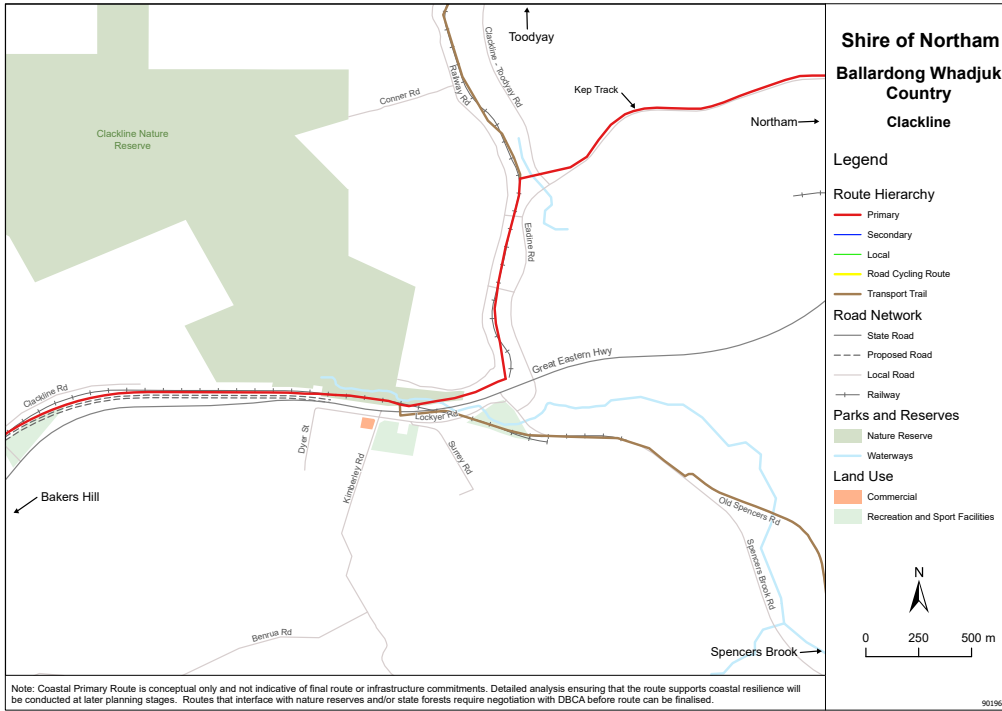 Toodyay
Clackline - Toodyay Rd
Railway Rd
Conner Rd
Kep Track
Northam
Clackline Nature
Reserve
Eadine Rd
Great Eastern Hwy
Clackline Rd
Lockyer Rd
Dyer St
Kimberley Rd
Surrey Rd
Bakers Hill
Old Spencers Rd
Spencers Brook Rd
Benrua Rd
Spencers Brook
Shire of Northam
Ballardong Whadjuk
Country
Clackline
Legend
Route Hierarchy
Primary
Secondary
Local
Road Cycling Route
Transport Trail
Road Network
State Road
Proposed Road
Local Road
Railway
Parks and Reserves
Nature Reserve
Waterways
Land Use
Commercial
Recreation and Sport Facilities
N
0 250 500 m
Note: Coastal Primary Route is conceptual only and not indicative of final route or infrastructure commitments. Detailed analysis ensuring that the route supports coastal resilience will
be conducted at later planning stages. Routes that interface with nature reserves and/or state forests require negotiation with DBCA before route can be finalised.
90196